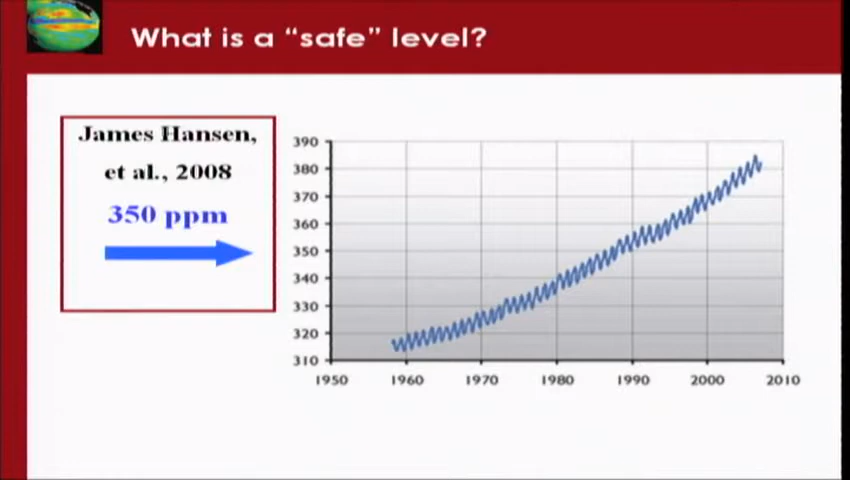 What is a “safe” level?
James Hansen,
et al., 2008
350 ppm
390
380
370
360
350
340
330
320
310
1950 1960 1970 1980 1990 2000 2010